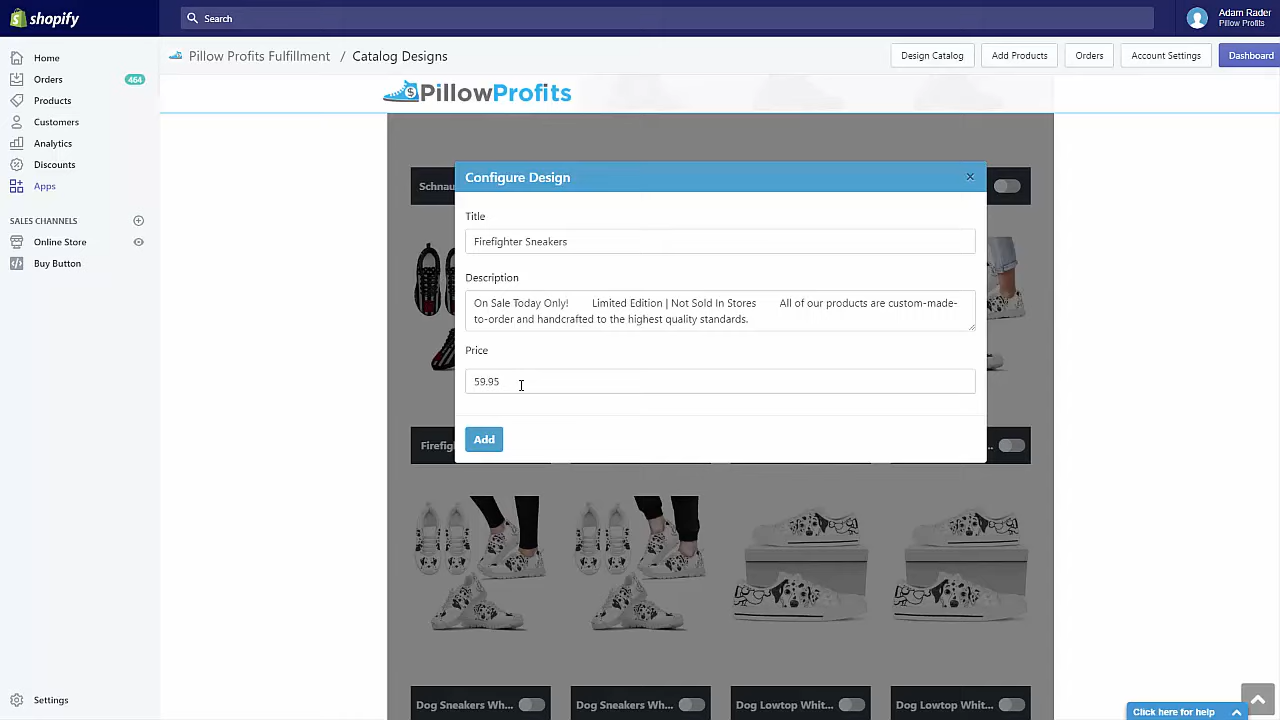 shopify
Search
Adam Rader
Pillow Profits
Home
Orders
464
Products
Customers
Analytics
Discounts
Apps
SALES CHANNELS
Online Store
Buy Button
Settings
Pillow Profits Fulfillment / Catalog Designs
Design Catalog
Add Products
Orders
Account Settings
Dashboard
PillowProfits
Schnau
Configure Design
×
Title
Firefighter Sneakers
Description
On Sale Today Only! Limited Edition | Not Sold In Stores All of our products are custom-made-
to-order and handcrafted to the highest quality standards.
Price
59.95
Add
Firefig
..
Dog Sneakers Wh...
Dog Sneakers Wh...
Dog Lowtop Whit...
Dog Lowtop Whit...
Click here for help